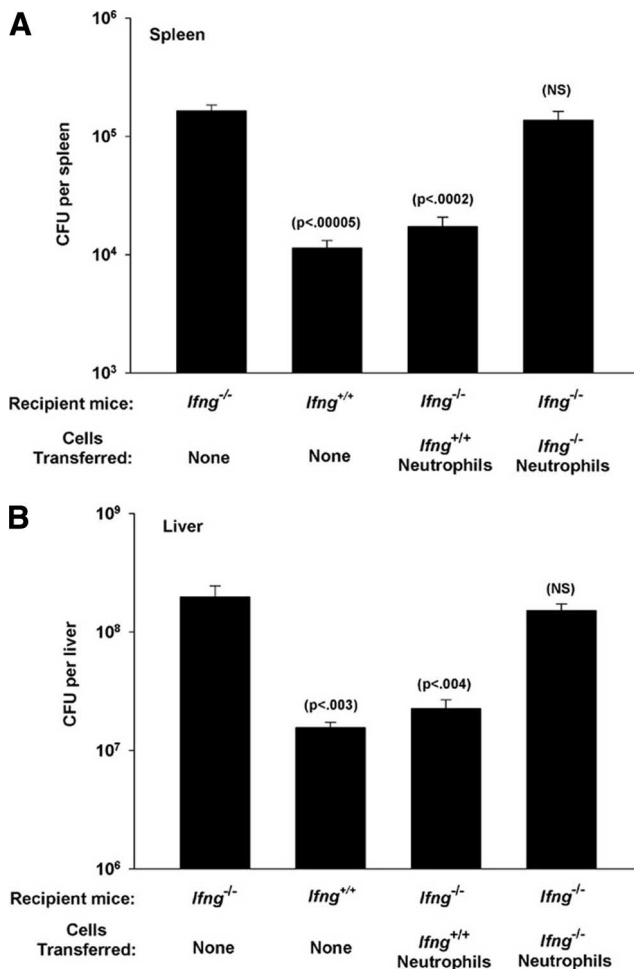 A
Spleen
10⁶
10⁵
10⁴
10³
CFU per spleen
(p<.00005)
(p<.0002)
(NS)
Recipient mice: Ifng⁻/⁻ Ifng⁺/⁺ Ifng⁻/⁻ Ifng⁻/⁻
Cells Ifng⁺/⁺ Ifng⁻/⁻
Transferred: None None Neutrophils Neutrophils
B
Liver
10⁹
10⁸
10⁷
10⁶
CFU per liver
(p<.003)
(p<.004)
(NS)
Recipient mice: Ifng⁻/⁻ Ifng⁺/⁺ Ifng⁻/⁻ Ifng⁻/⁻
Cells Ifng⁺/⁺ Ifng⁻/⁻
Transferred: None None Neutrophils Neutrophils